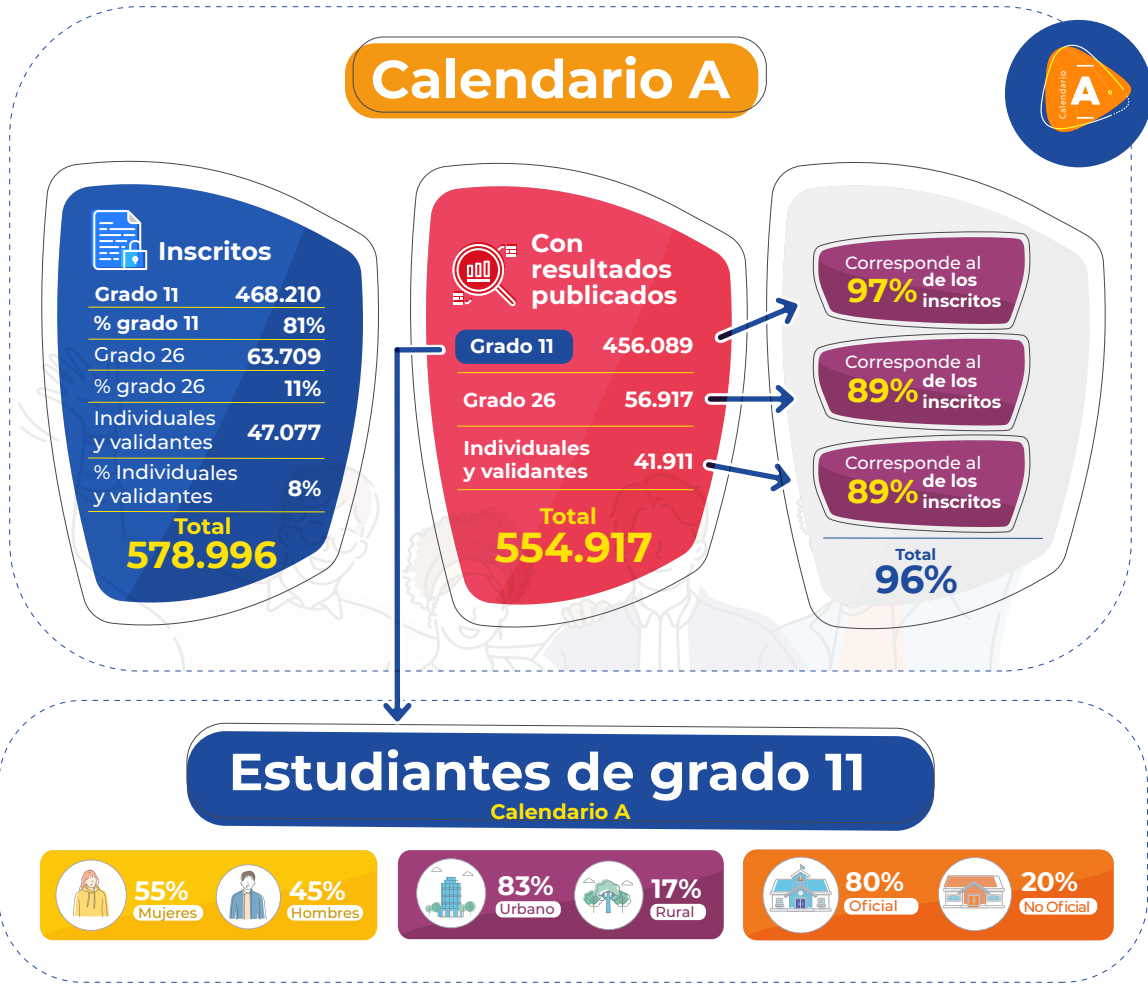 Calendario A
Calendario
A
Inscritos
Grado 11 468.210
% grado 11 81%
Grado 26 63.709
% grado 26 11%
Individuales
y validantes 47.077
% Individuales
y validantes 8%
Total
578.996
Con
resultados
publicados
Grado 11 456.089
Grado 26 56.917
Individuales
y validantes 41.911
Total
554.917
Corresponde al
97% de los
inscritos
Corresponde al
89% de los
inscritos
Corresponde al
89% de los
inscritos
Total
96%
Estudiantes de grado 11
Calendario A
55%
Mujeres
45%
Hombres
83%
Urbano
17%
Rural
80%
Oficial
20%
No Oficial